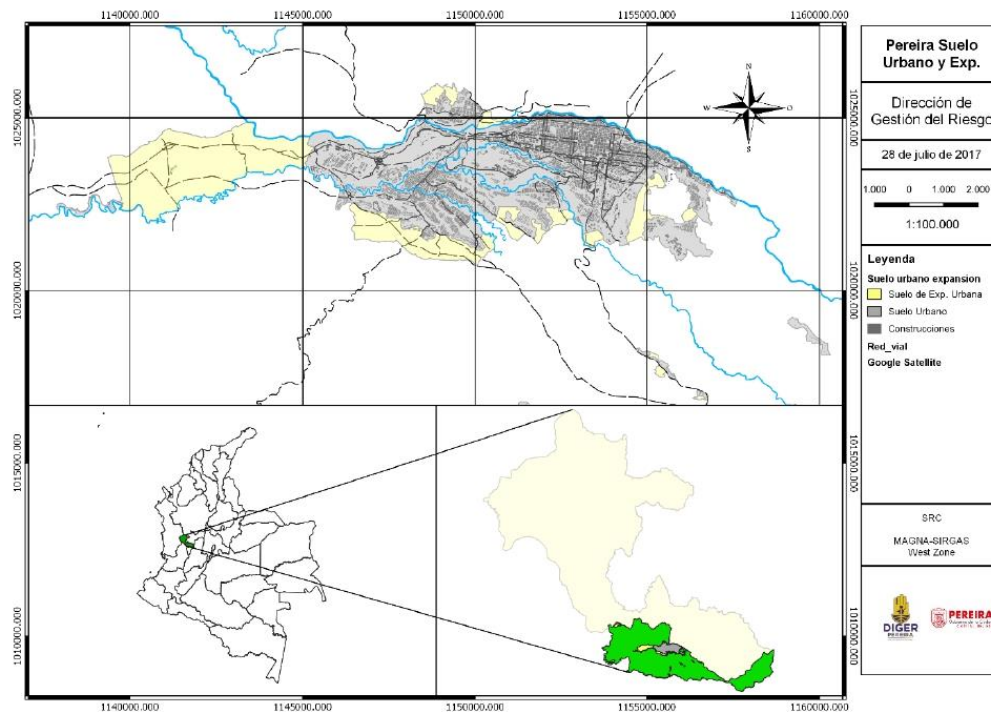 1140000.000 1145000.000 1150000.000 1155000.000 1160000.000
1025000.000 1025000.000
1020000.000 1020000.000
1015000.000 1015000.000
1010000.000 1010000.000
1140000.000 1145000.000 1150000.000 1155000.000 1160000.000
N
W O
S
Pereira Suelo
Urbano y Exp.
Dirección de
Gestión del Riesgo
28 de julio de 2017
1.000 0 1.000 2.000
1:100.000
Leyenda
Suelo urbano expansion
Suelo de Exp. Urbana
Suelo Urbano
Construcciones
Red_vial
Google Satellite
SRC
MAGNA-SIRGAS
West Zone
DIGER
PEREIRA
PEREIRA